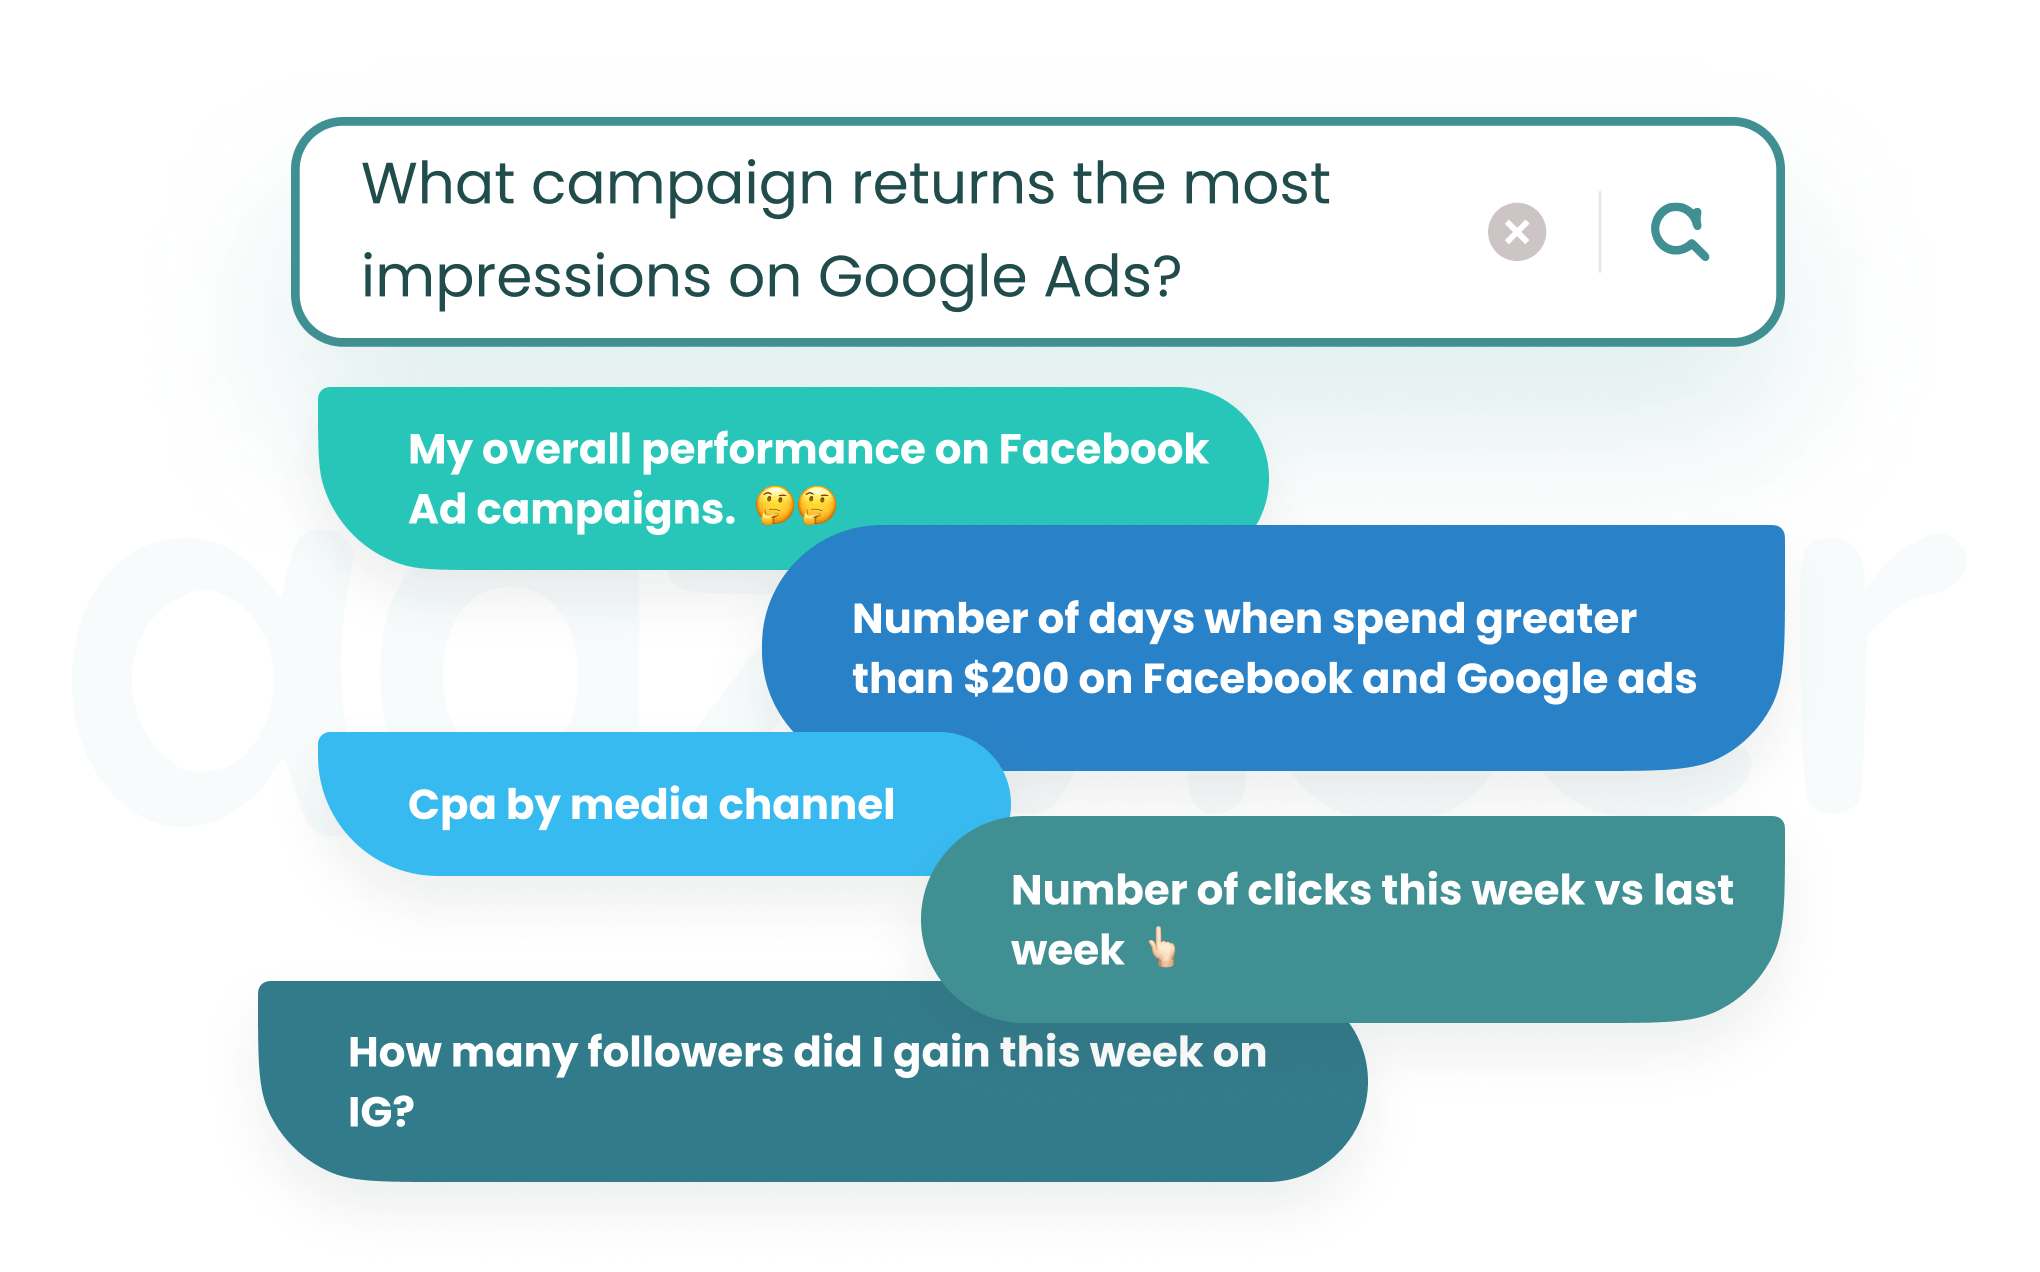 What campaign returns the most
impressions on Google Ads?
My overall performance on Facebook
Ad campaigns. 🤔🤔
Number of days when spend greater
than $200 on Facebook and Google ads
Cpa by media channel
Number of clicks this week vs last
week 👆🏻
How many followers did I gain this week on
IG?